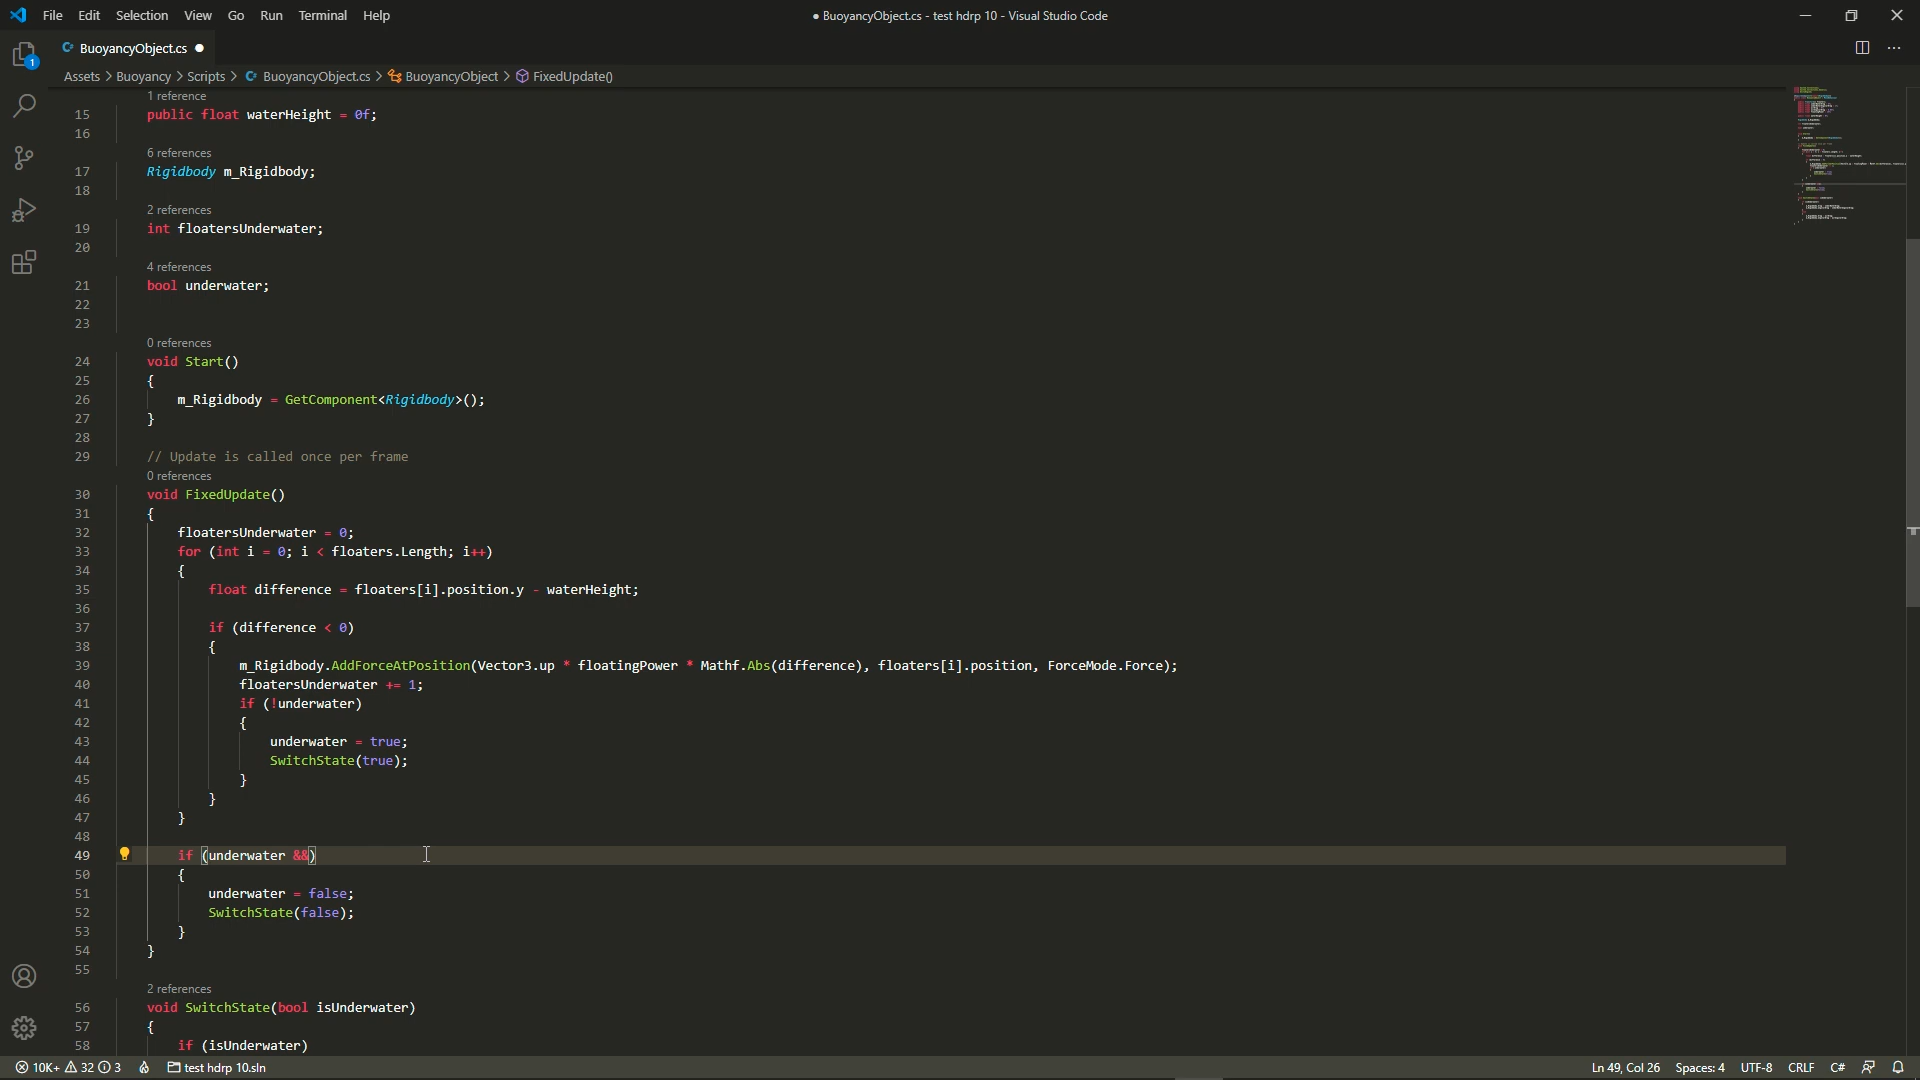 File Edit Selection View Go Run Terminal Help
● BuoyancyObject.cs - test hdrp 10 - Visual Studio Code
1
BuoyancyObject.cs ●
Assets > Buoyancy > Scripts > BuoyancyObject.cs > BuoyancyObject > FixedUpdate()
1 reference
15 public float waterHeight = 0f;
16
6 references
17 Rigidbody m_Rigidbody;
18
2 references
19 int floatersUnderwater;
20
4 references
21 bool underwater;
22
23
0 references
24 void Start()
25 {
26 m_Rigidbody = GetComponent<Rigidbody>();
27 }
28
29 // Update is called once per frame
0 references
30 void FixedUpdate()
31 {
32 floatersUnderwater = 0;
33 for (int i = 0; i < floaters.Length; i++)
34 {
35 float difference = floaters[i].position.y - waterHeight;
36
37 if (difference < 0)
38 {
39 m_Rigidbody.AddForceAtPosition(Vector3.up * floatingPower * Mathf.Abs(difference), floaters[i].position, ForceMode.Force);
40 floatersUnderwater += 1;
41 if (!underwater)
42 {
43 underwater = true;
44 SwitchState(true);
45 }
46 }
47 }
48
49 if (underwater &&)
50 {
51 underwater = false;
52 SwitchState(false);
53 }
54 }
55
2 references
56 void SwitchState(bool isUnderwater)
57 {
58 if (isUnderwater)
10K+ 32 3 test hdrp 10.sln Ln 49, Col 26 Spaces: 4 UTF-8 CRLF C#